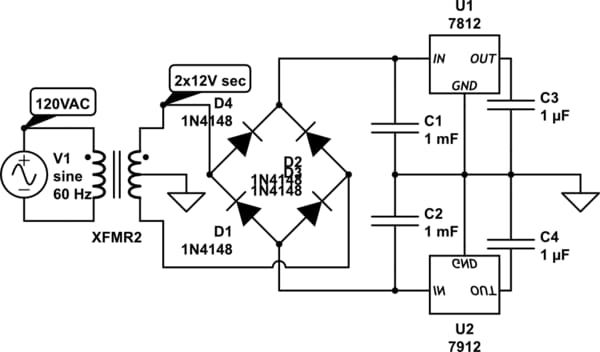 U1
7812
IN
OUT
GND
2x12V sec
120VAC
D4
1N4148
C3
1 µF
C1
1 mF
V1
sine
60 Hz
D2
D3
1N4148
1N4148
XFMR2
D1
1N4148
C2
1 mF
C4
1 µF
GND
IN
OUT
U2
7912